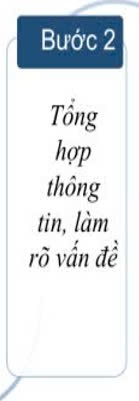 Bước 2
Tổng
hợp
thông
tin, làm
rõ vấn đề